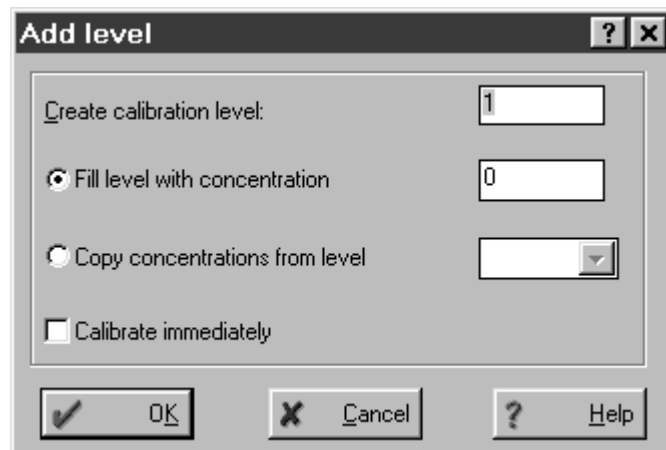 Add level
Create calibration level: 1
Fill level with concentration 0
Copy concentrations from level
Calibrate immediately
OK Cancel ? Help